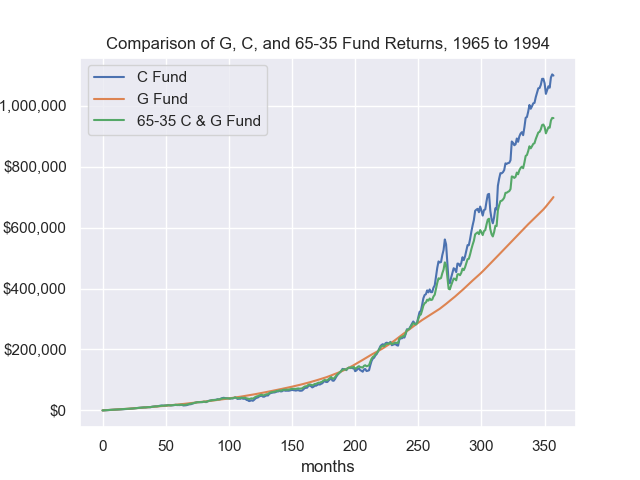 Comparison of G, C, and 65-35 Fund Returns, 1965 to 1994
C Fund
G Fund
65-35 C & G Fund
1,000,000
$800,000
$600,000
$400,000
$200,000
$0
0 50 100 150 200 250 300 350
months